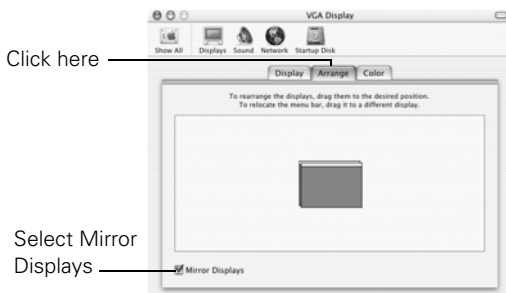 VGA Display
Show All Displays Sound Network Startup Disk
Click here
Display Arrange Color
To rearrange the displays, drag them to the desired position.
To relocate the menu bar, drag it to a different display.
Select Mirror
Displays
Mirror Displays